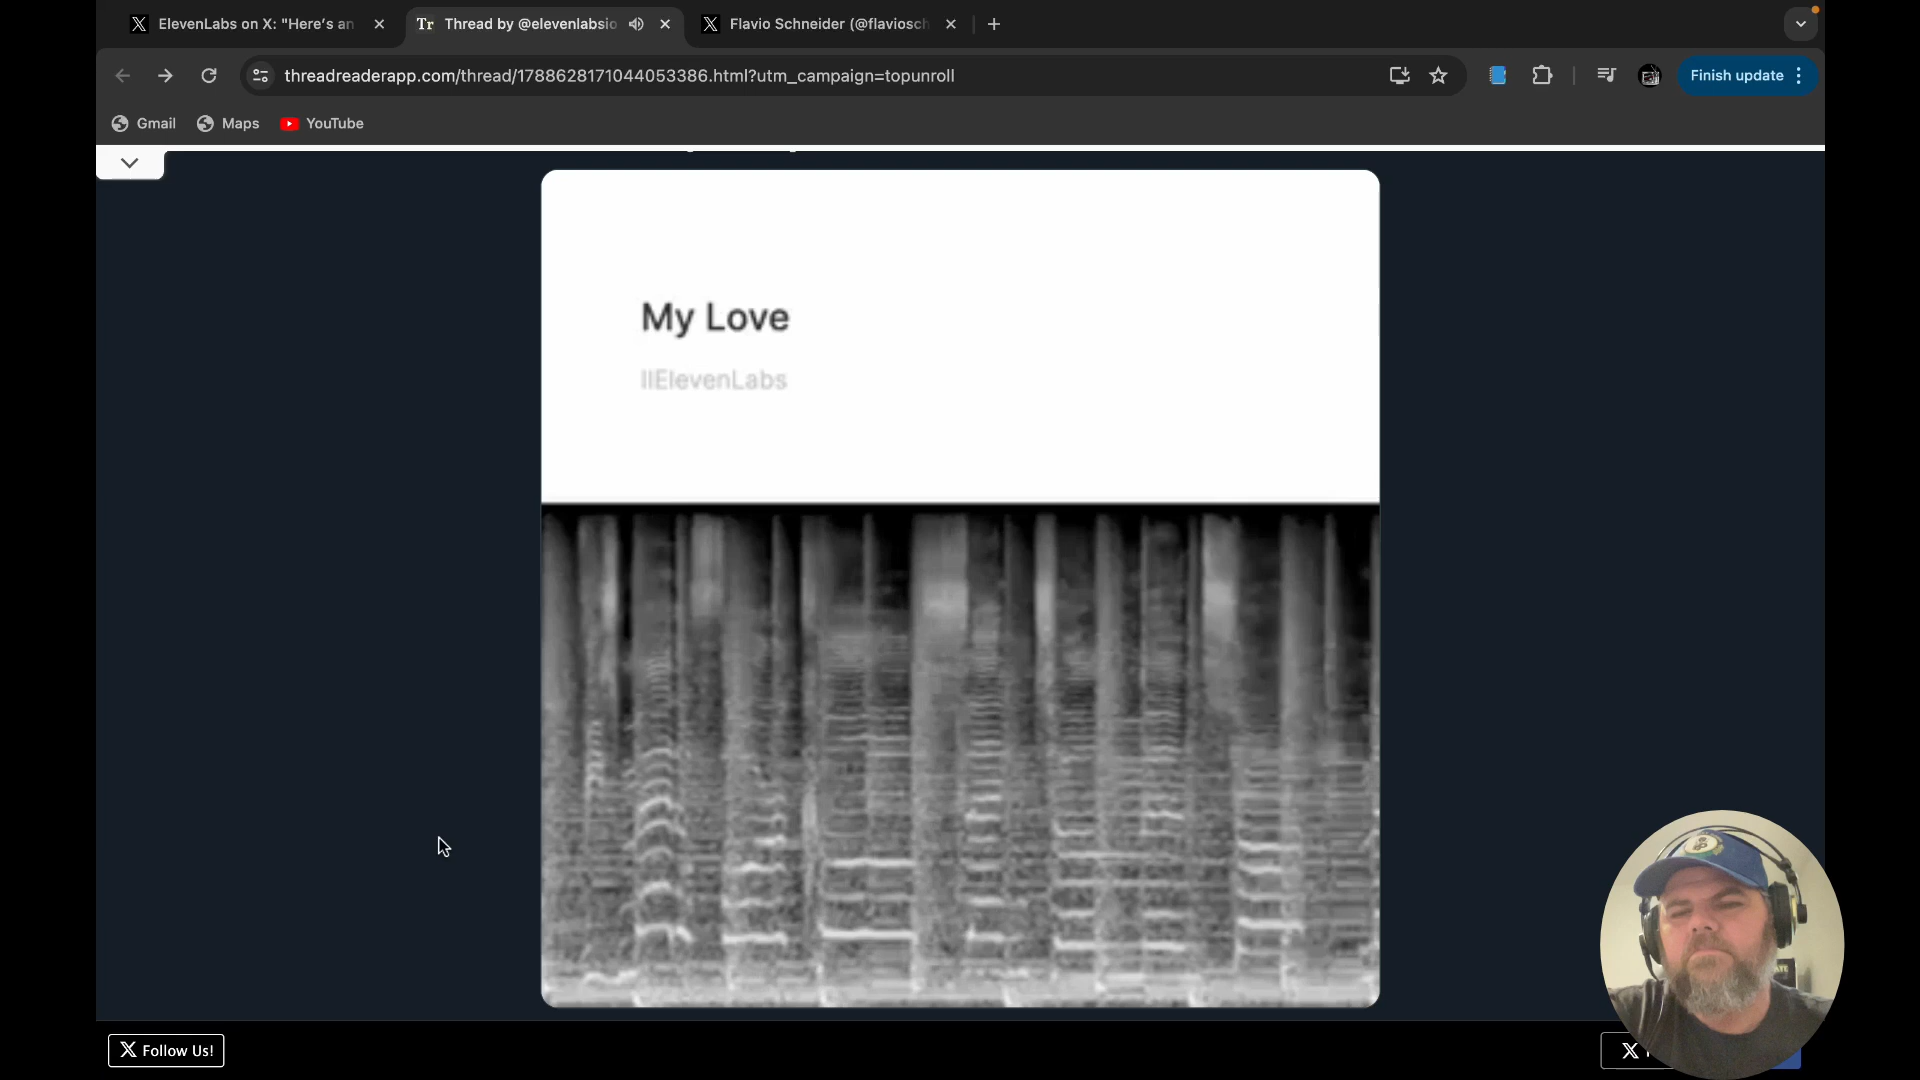 ElevenLabs on X: "Here's an
Thread by @elevenlabsio
Flavio Schneider (@flaviosch
threadreaderapp.com/thread/1788628171044053386.html?utm_campaign=topunroll
Finish update
Gmail
Maps
YouTube
My Love
IIElevenLabs
Follow Us!